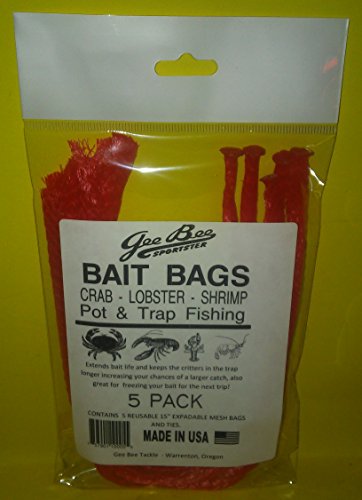 Gee Bee
SPORTSTER
BAIT BAGS
CRAB - LOBSTER - SHRIMP
Pot & Trap Fishing
Extends bait life and keeps the critters in the trap
longer increasing your chances of a larger catch, also
great for freezing your bait for the next trip!
5 PACK
CONTAINS 5 REUSABLE 15" EXPADABLE MESH BAGS
AND TIES.
MADE IN USA
Gee Bee Tackle - Warrenton, Oregon